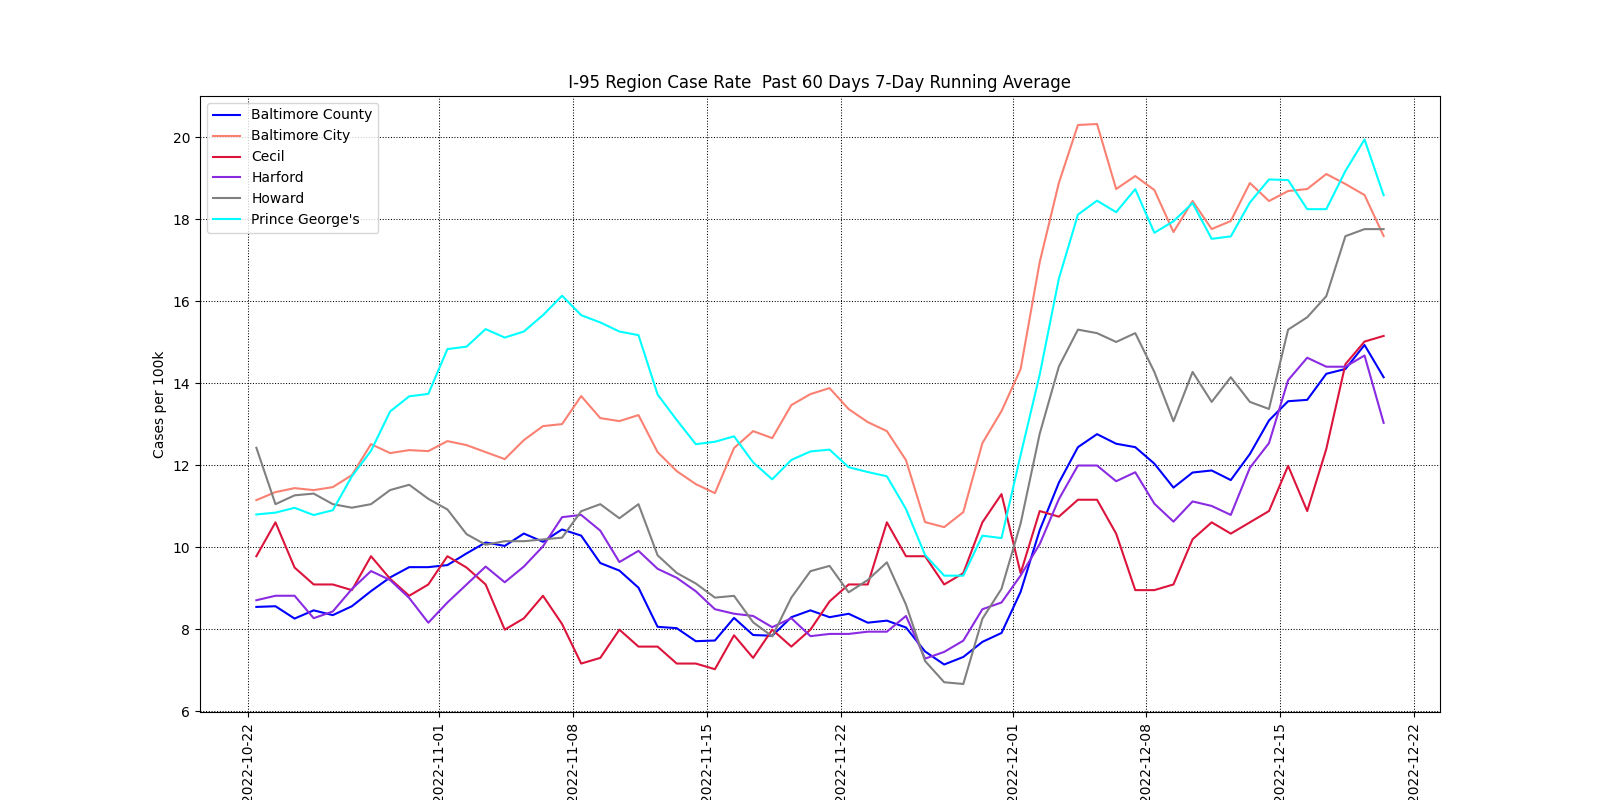 I-95 Region Case Rate  Past 60 Days 7-Day Running Average
Baltimore County
Baltimore City
Cecil
Harford
Howard
Prince George's
Cases per 100k
20
18
16
14
12
10
8
6
2022-10-22
2022-11-01
2022-11-08
2022-11-15
2022-11-22
2022-12-01
2022-12-08
2022-12-15
2022-12-22